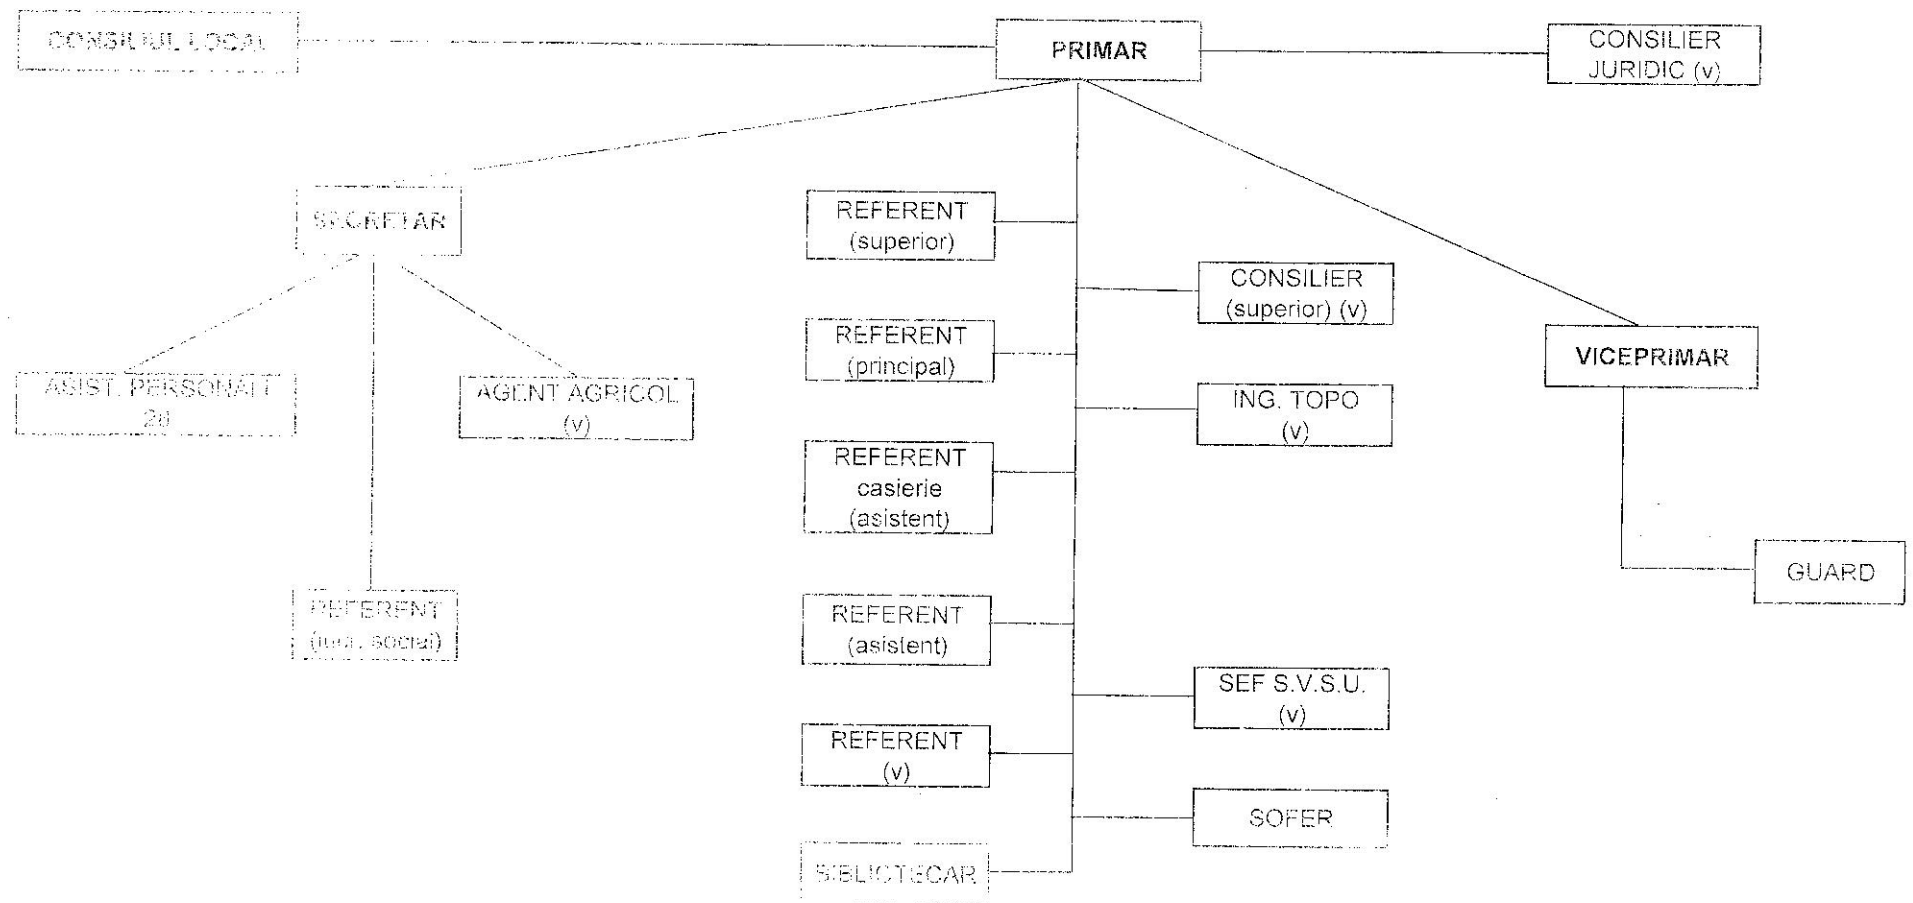 CONSILIUL LOCAL
PRIMAR
CONSILIER
JURIDIC (v)
SECRETAR
REFERENT
(superior)
CONSILIER
(superior) (v)
REFERENT
(principal)
VICEPRIMAR
ASIST. PERSONALI
AGENT AGRICOL
(v)
ING. TOPO
(v)
REFERENT
casierie
(asistent)
GUARD
REFERENT
social)
REFERENT
(asistent)
SEF S.V.S.U.
(v)
REFERENT
(v)
SOFER
BIBLIOTECAR